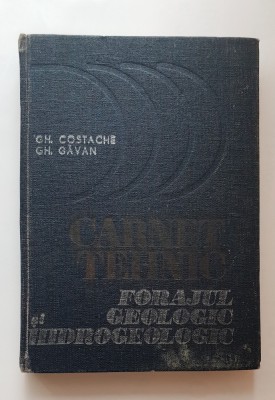 GH. COSTACHE
GH. GĂVAN
CARNET
TEHNIC
FORAJUL
GEOLOGIC
și HIDROGEOLOGIC